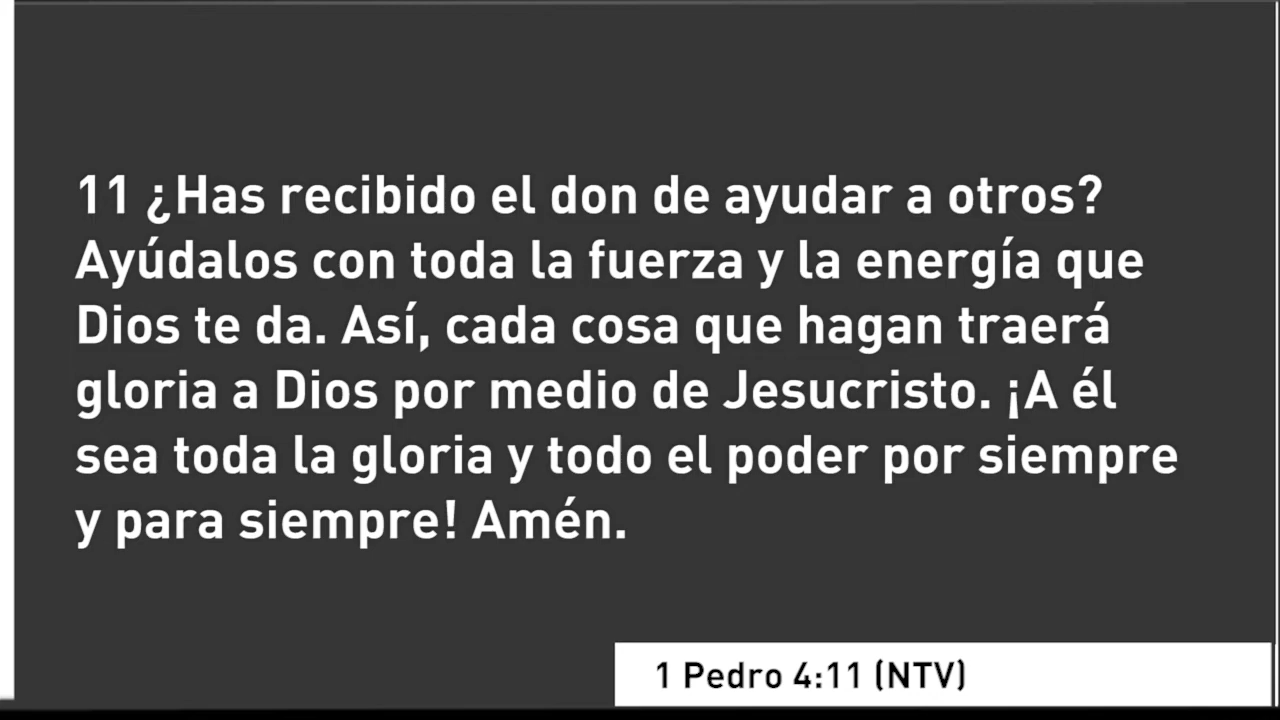 11 ¿Has recibido el don de ayudar a otros?
Ayúdalos con toda la fuerza y la energía que
Dios te da. Así, cada cosa que hagan traerá
gloria a Dios por medio de Jesucristo. ¡A él
sea toda la gloria y todo el poder por siempre
y para siempre! Amén.
1 Pedro 4:11 (NTV)